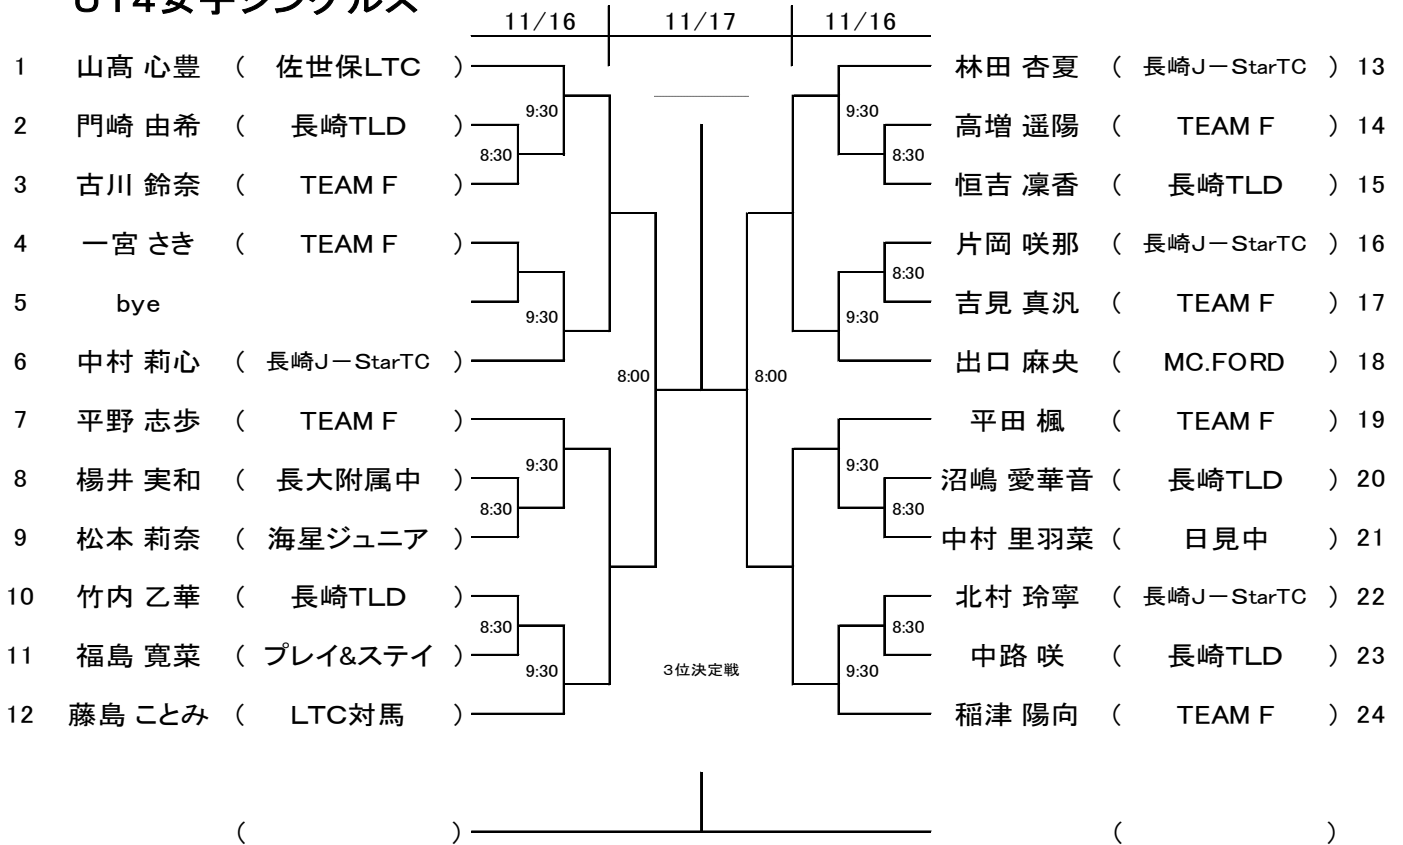 U14女子シングルス
11/16 11/17 11/16
1 山髙 心豊 ( 佐世保LTC ) 林田 杏夏 ( 長崎J-StarTC ) 13
9:30 9:30
2 門崎 由希 ( 長崎TLD ) 高増 遥陽 ( TEAM F ) 14
8:30 8:30
3 古川 鈴奈 ( TEAM F ) 恒吉 凜香 ( 長崎TLD ) 15
4 一宮 さき ( TEAM F ) 片岡 咲那 ( 長崎J-StarTC ) 16
8:30
5 bye 吉見 真汎 ( TEAM F ) 17
9:30 9:30
6 中村 莉心 ( 長崎J-StarTC ) 出口 麻央 ( MC.FORD ) 18
8:00 8:00
7 平野 志歩 ( TEAM F ) 平田 楓 ( TEAM F ) 19
9:30 9:30
8 楊井 実和 ( 長大附属中 ) 沼嶋 愛華音 ( 長崎TLD ) 20
8:30 8:30
9 松本 莉奈 ( 海星ジュニア ) 中村 里羽菜 ( 日見中 ) 21
10 竹内 乙華 ( 長崎TLD ) 北村 玲寧 ( 長崎J-StarTC ) 22
8:30 8:30
11 福島 寛菜 ( プレイ&ステイ ) 中路 咲 ( 長崎TLD ) 23
9:30 3位決定戦 9:30
12 藤島 ことみ ( LTC対馬 ) 稲津 陽向 ( TEAM F ) 24
( ) ( )